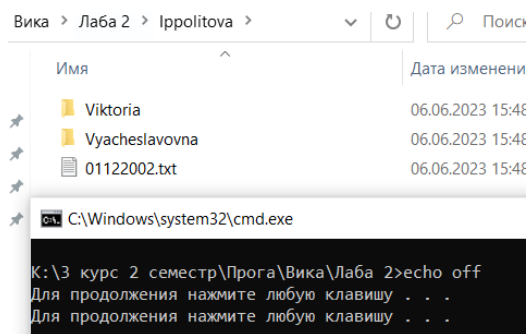 Вика > Лаба 2 > Ippolitova >
Поиск
Имя
Дата изменени
Viktoria
06.06.2023 15:48
Vyacheslavovna
06.06.2023 15:48
01122002.txt
06.06.2023 15:48
C:\Windows\system32\cmd.exe
K:\3 курс 2 семестр\Прога\Вика\Лаба 2>echo off
Для продолжения нажмите любую клавишу . . .
Для продолжения нажмите любую клавишу . . .